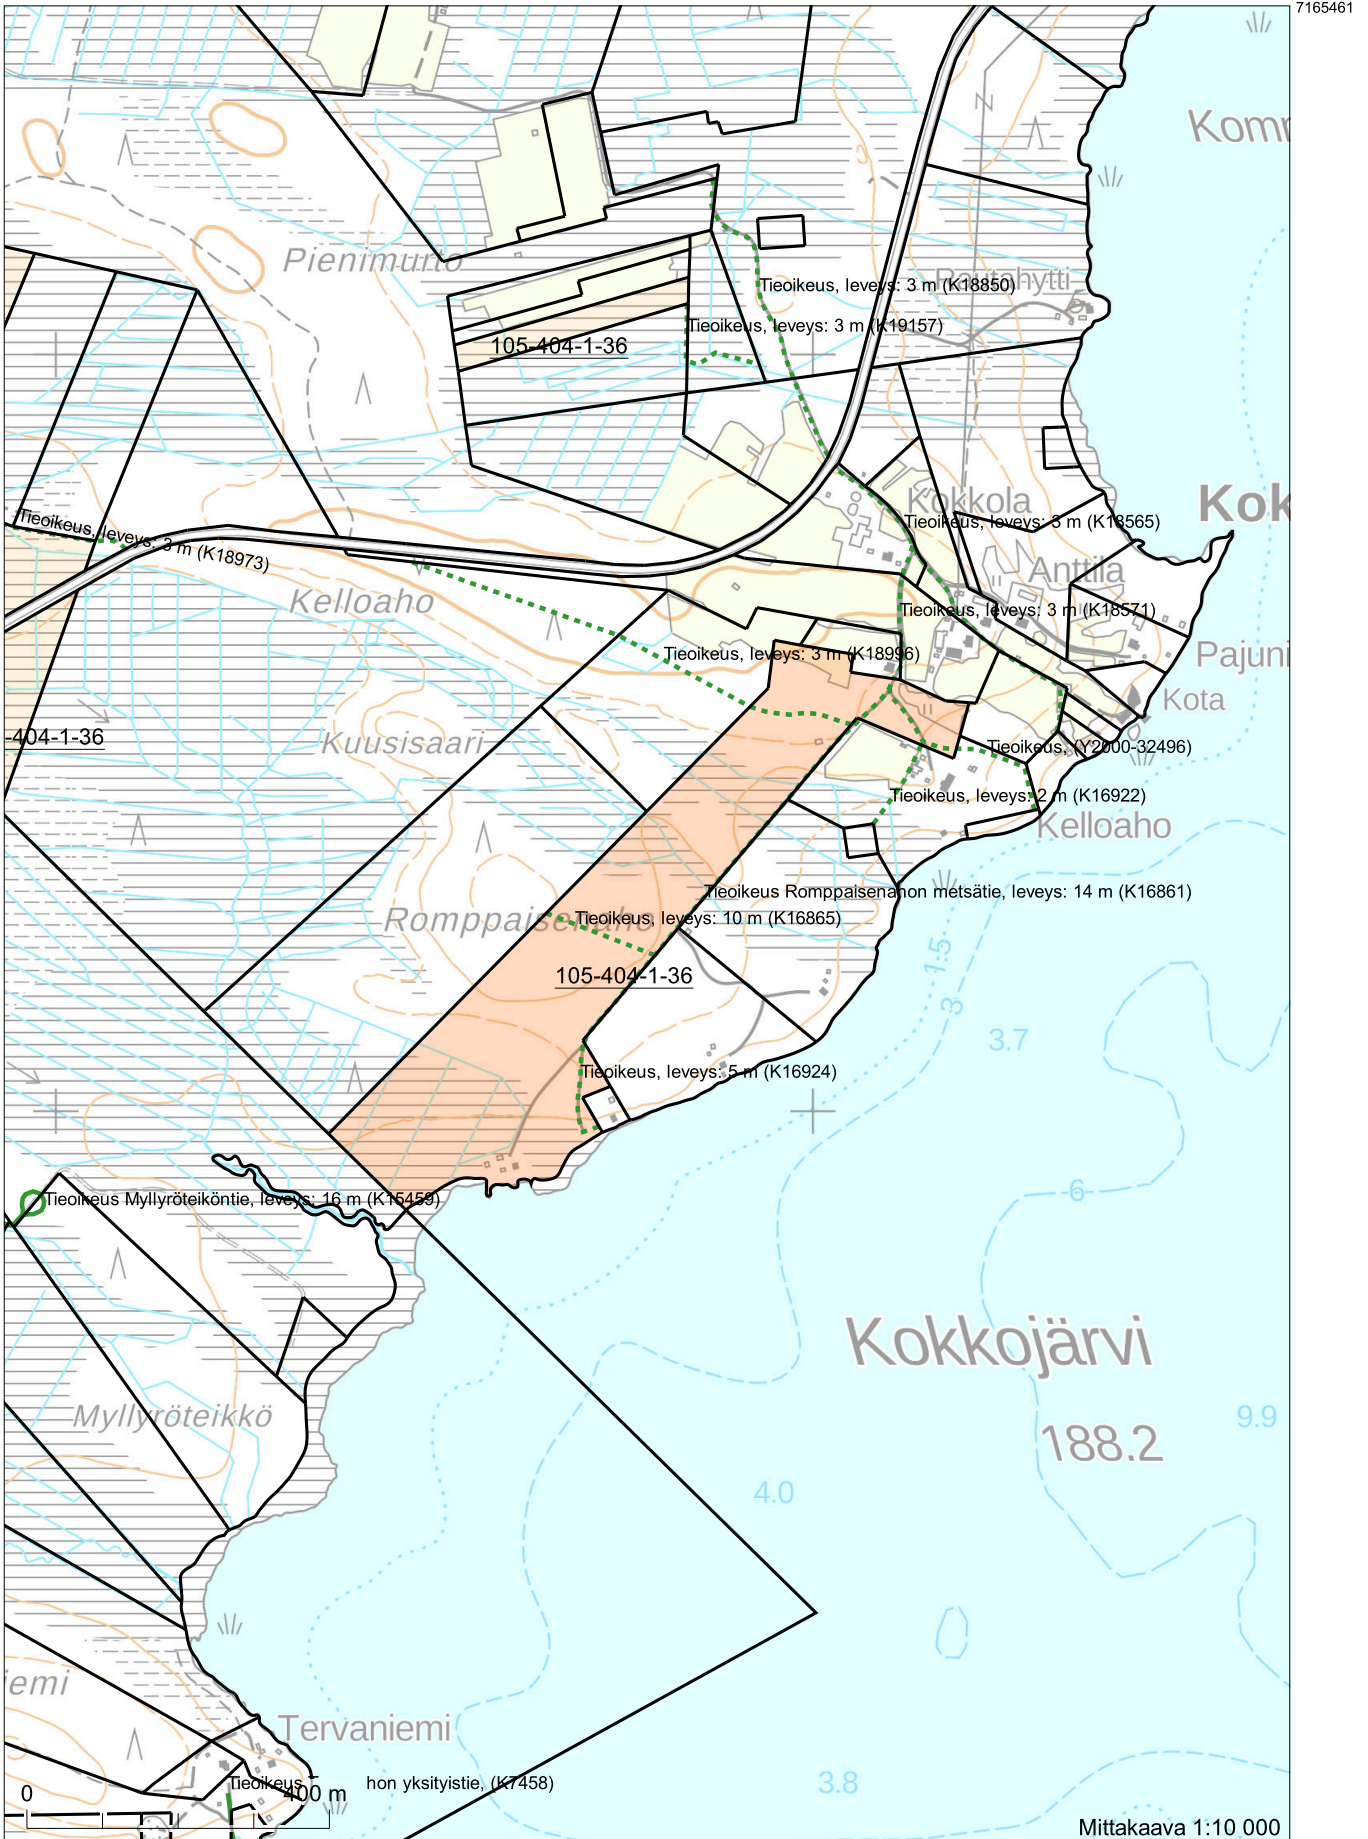 7165461
Pienimurto
Rautahytti
Tieoikeus, leveys: 3 m (K18850)
Tieoikeus, leveys: 3 m (K19157)
105-404-1-36
3
Kokkola
Tieoikeus, leveys: 3 m (K18565)
Tieoikeus, leveys: 3 m (K18973)
Anttila
Kelloaho
Tieoikeus, leveys: 3 m (K18571)
Tieoikeus, leveys: 3 m (K18996)
Kota
-404-1-36
Kuusisaari
Tieoikeus, (Y2000-32496)
Tieoikeus, leveys: 2 m (K16922)
Kelloaho
Tieoikeus Romppaisenahon metsätie, leveys: 14 m (K16861)
Romppaisenaho
Tieoikeus, leveys: 10 m (K16865)
105-404-1-36
1.5
3
3.7
Tieoikeus, leveys: 5 m (K16924)
6
Tieoikeus Myllyröteiköntie, leveys: 16 m (K15459)
Kokkojärvi
188.2
9.9
Myllyröteikkö
4.0
iemi
Tervaniemi
3.8
Tieoikeus hon yksityistie, (K7458)
0 400 m
Mittakaava 1:10 000